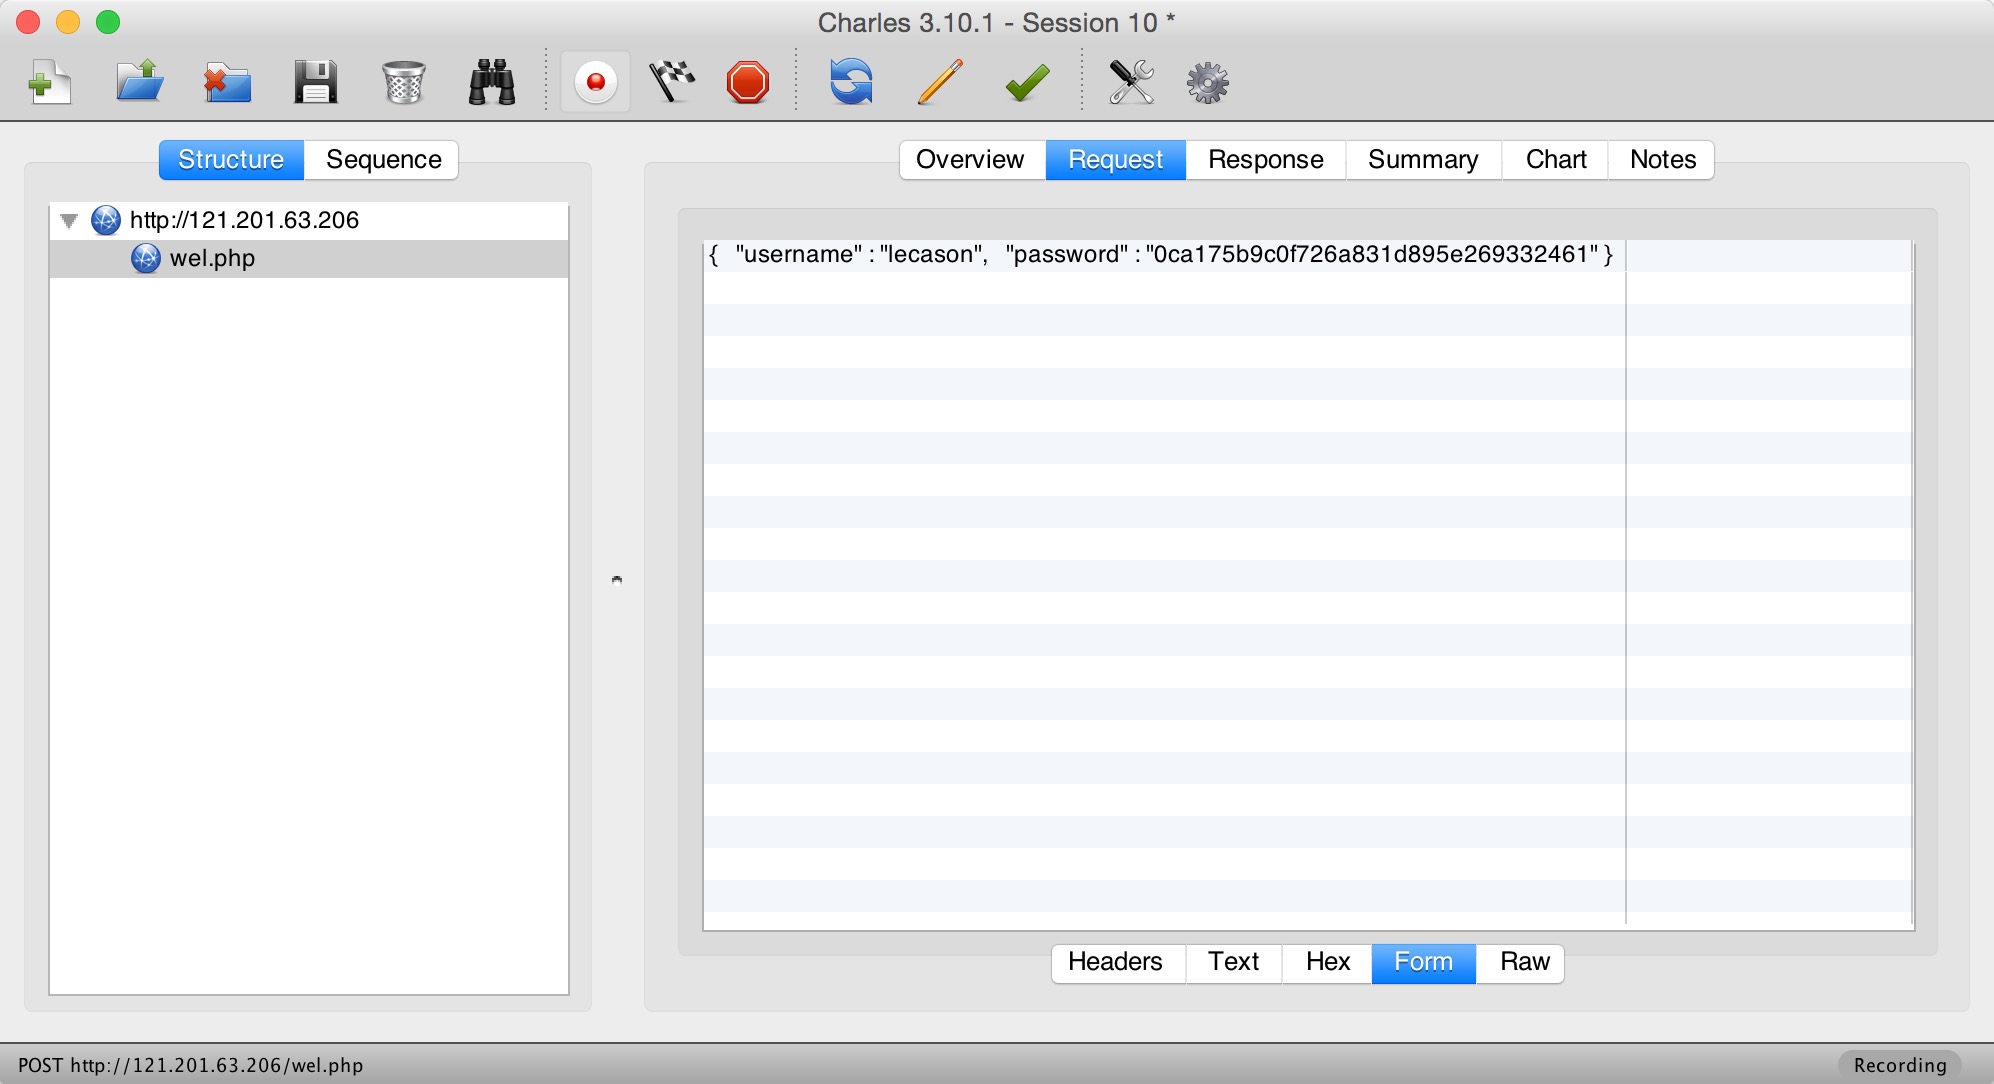 Charles 3.10.1 - Session 10 *
Structure Sequence
Overview Request Response Summary Chart Notes
http://121.201.63.206
wel.php
{ "username":"lecason", "password":"0ca175b9c0f726a831d895e269332461"}
Headers Text Hex Form Raw
POST http://121.201.63.206/wel.php
Recording